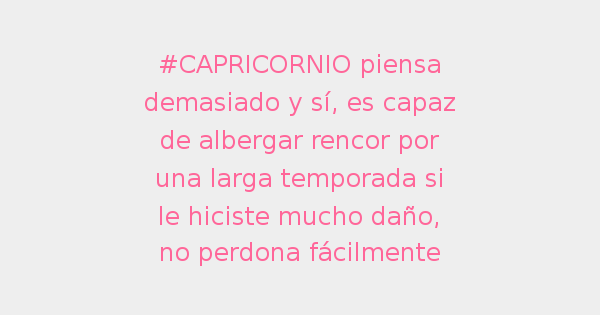 #CAPRICORNIO piensa
demasiado y sí, es capaz
de albergar rencor por
una larga temporada si
le hiciste mucho daño,
no perdona fácilmente